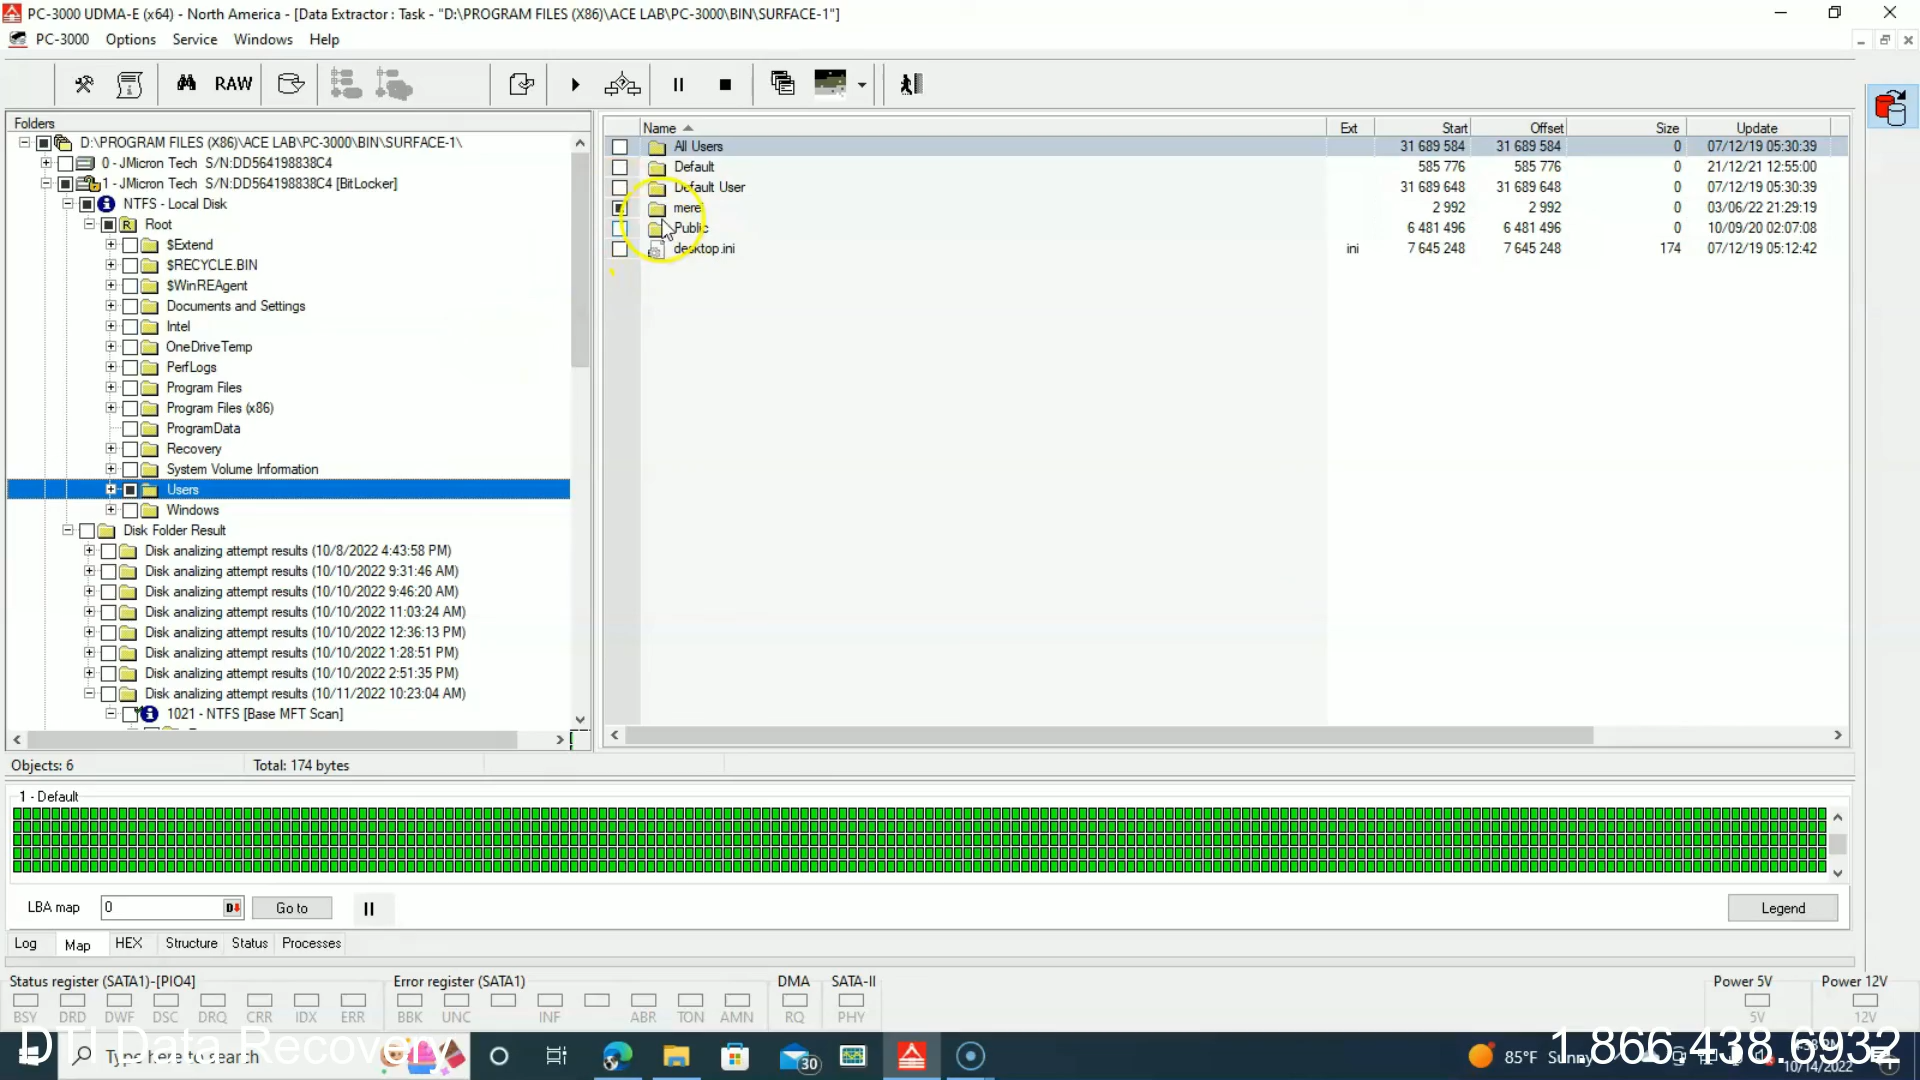 PC-3000 UDMA-E (x64) - North America - [Data Extractor : Task - "D:\PROGRAM FILES (X86)\ACE LAB\PC-3000\BIN\SURFACE-1"]
PC-3000 Options Service Windows Help
RAW
Folders
D:\PROGRAM FILES (X86)\ACE LAB\PC-3000\BIN\SURFACE-1\
0 - JMicron Tech S/N:DD564198838C4
1 - JMicron Tech S/N:DD564198838C4 [BitLocker]
NTFS - Local Disk
Root
$Extend
$RECYCLE.BIN
$WinREAgent
Documents and Settings
Intel
OneDriveTemp
PerfLogs
Program Files
Program Files (x86)
ProgramData
Recovery
System Volume Information
Users
Windows
Disk Folder Result
Disk analizing attempt results (10/8/2022 4:43:58 PM)
Disk analizing attempt results (10/10/2022 9:31:46 AM)
Disk analizing attempt results (10/10/2022 9:46:20 AM)
Disk analizing attempt results (10/10/2022 11:03:24 AM)
Disk analizing attempt results (10/10/2022 12:36:13 PM)
Disk analizing attempt results (10/10/2022 1:28:51 PM)
Disk analizing attempt results (10/10/2022 2:51:35 PM)
Disk analizing attempt results (10/11/2022 10:23:04 AM)
1021 - NTFS [Base MFT Scan]
Name Ext Start Offset Size Update
All Users 31 689 584 31 689 584 0 07/12/19 05:30:39
Default 585 776 585 776 0 21/12/21 12:55:00
Default User 31 689 648 31 689 648 0 07/12/19 05:30:39
mere 2 992 2 992 0 03/06/22 21:29:19
Public 6 481 496 6 481 496 0 10/09/20 02:07:08
desktop.ini ini 7 645 248 7 645 248 174 07/12/19 05:12:42
Objects: 6 Total: 174 bytes
1 - Default
LBA map 0 D Go to Legend
Log Map HEX Structure Status Processes
Status register (SATA1)-[PIO4] Error register (SATA1) DMA SATA-II Power 5V Power 12V
BSY DRD DWF DSC DRQ CRR IDX ERR BBK UNC INF ABR TON AMN RQ PHY 5V 12V
DTI Data Recovery
1.866.438.6932
Type here to search 30 85°F Sunny
10/14/2022 1